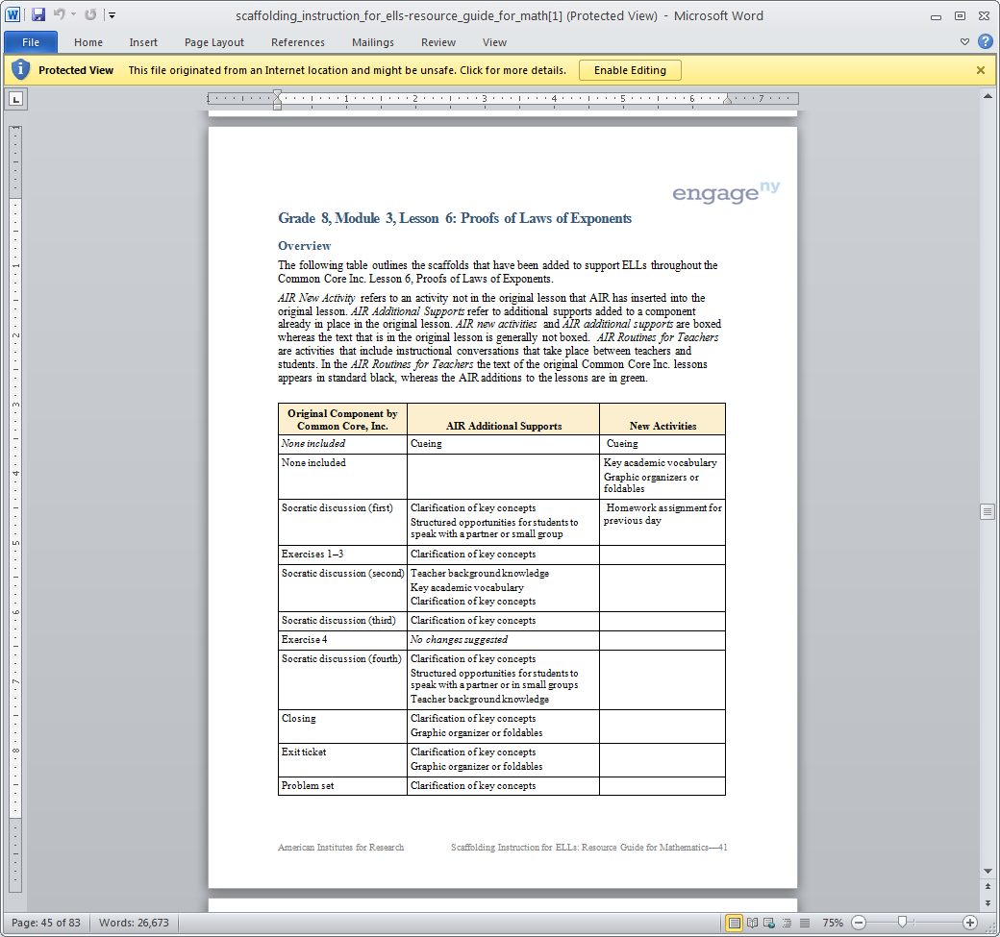 scaffolding_instruction_for_ells-resource_guide_for_math[1] (Protected View) - Microsoft Word
File Home Insert Page Layout References Mailings Review View
Protected View This file originated from an Internet location and might be unsafe. Click for more details. Enable Editing
1 1 2 3 4 5 6 7
engageny
Grade 8, Module 3, Lesson 6: Proofs of Laws of Exponents
Overview
The following table outlines the scaffolds that have been added to support ELLs throughout the
Common Core Inc. Lesson 6, Proofs of Laws of Exponents.
AIR New Activity refers to an activity not in the original lesson that AIR has inserted into the
original lesson. AIR Additional Supports refer to additional supports added to a component
already in place in the original lesson. AIR new activities and AIR additional supports are boxed
whereas the text that is in the original lesson is generally not boxed. AIR Routines for Teachers
are activities that include instructional conversations that take place between teachers and
students. In the AIR Routines for Teachers the text of the original Common Core Inc. lessons
appears in standard black, whereas the AIR additions to the lessons are in green.
Original Component by
Common Core, Inc. AIR Additional Supports New Activities
None included Cueing Cueing
None included Key academic vocabulary
Graphic organizers or
foldables
Socratic discussion (first) Clarification of key concepts Homework assignment for
Structured opportunities for students to previous day
speak with a partner or small group
Exercises 1–3 Clarification of key concepts
Socratic discussion (second) Teacher background knowledge
Key academic vocabulary
Clarification of key concepts
Socratic discussion (third) Clarification of key concepts
Exercise 4 No changes suggested
Socratic discussion (fourth) Clarification of key concepts
Structured opportunities for students to
speak with a partner or in small groups
Teacher background knowledge
Closing Clarification of key concepts
Graphic organizer or foldables
Exit ticket Clarification of key concepts
Graphic organizer or foldables
Problem set Clarification of key concepts
American Institutes for Research Scaffolding Instruction for ELLs: Resource Guide for Mathematics—41
Page: 45 of 83 Words: 26,673 75%